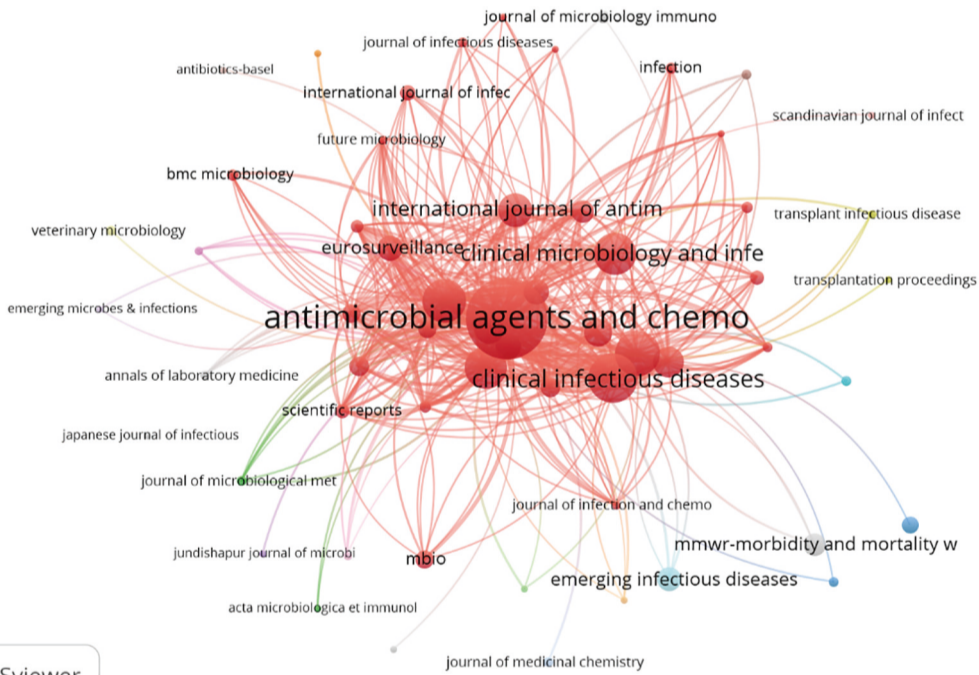 journal of microbiology immuno
journal of infectious diseases
antibiotics-basel
infection
international journal of infec
scandinavian journal of infect
future microbiology
bmc microbiology
international journal of antim
transplant infectious disease
veterinary microbiology
eurosurveillance
clinical microbiology and infe
transplantation proceedings
emerging microbes & infections
antimicrobial agents and chemo
annals of laboratory medicine
clinical infectious diseases
scientific reports
japanese journal of infectious
journal of microbiological met
journal of infection and chemo
mmwr-morbidity and mortality w
jundishapur journal of microbi
mbio
emerging infectious diseases
acta microbiologica et immunol
journal of medicinal chemistry